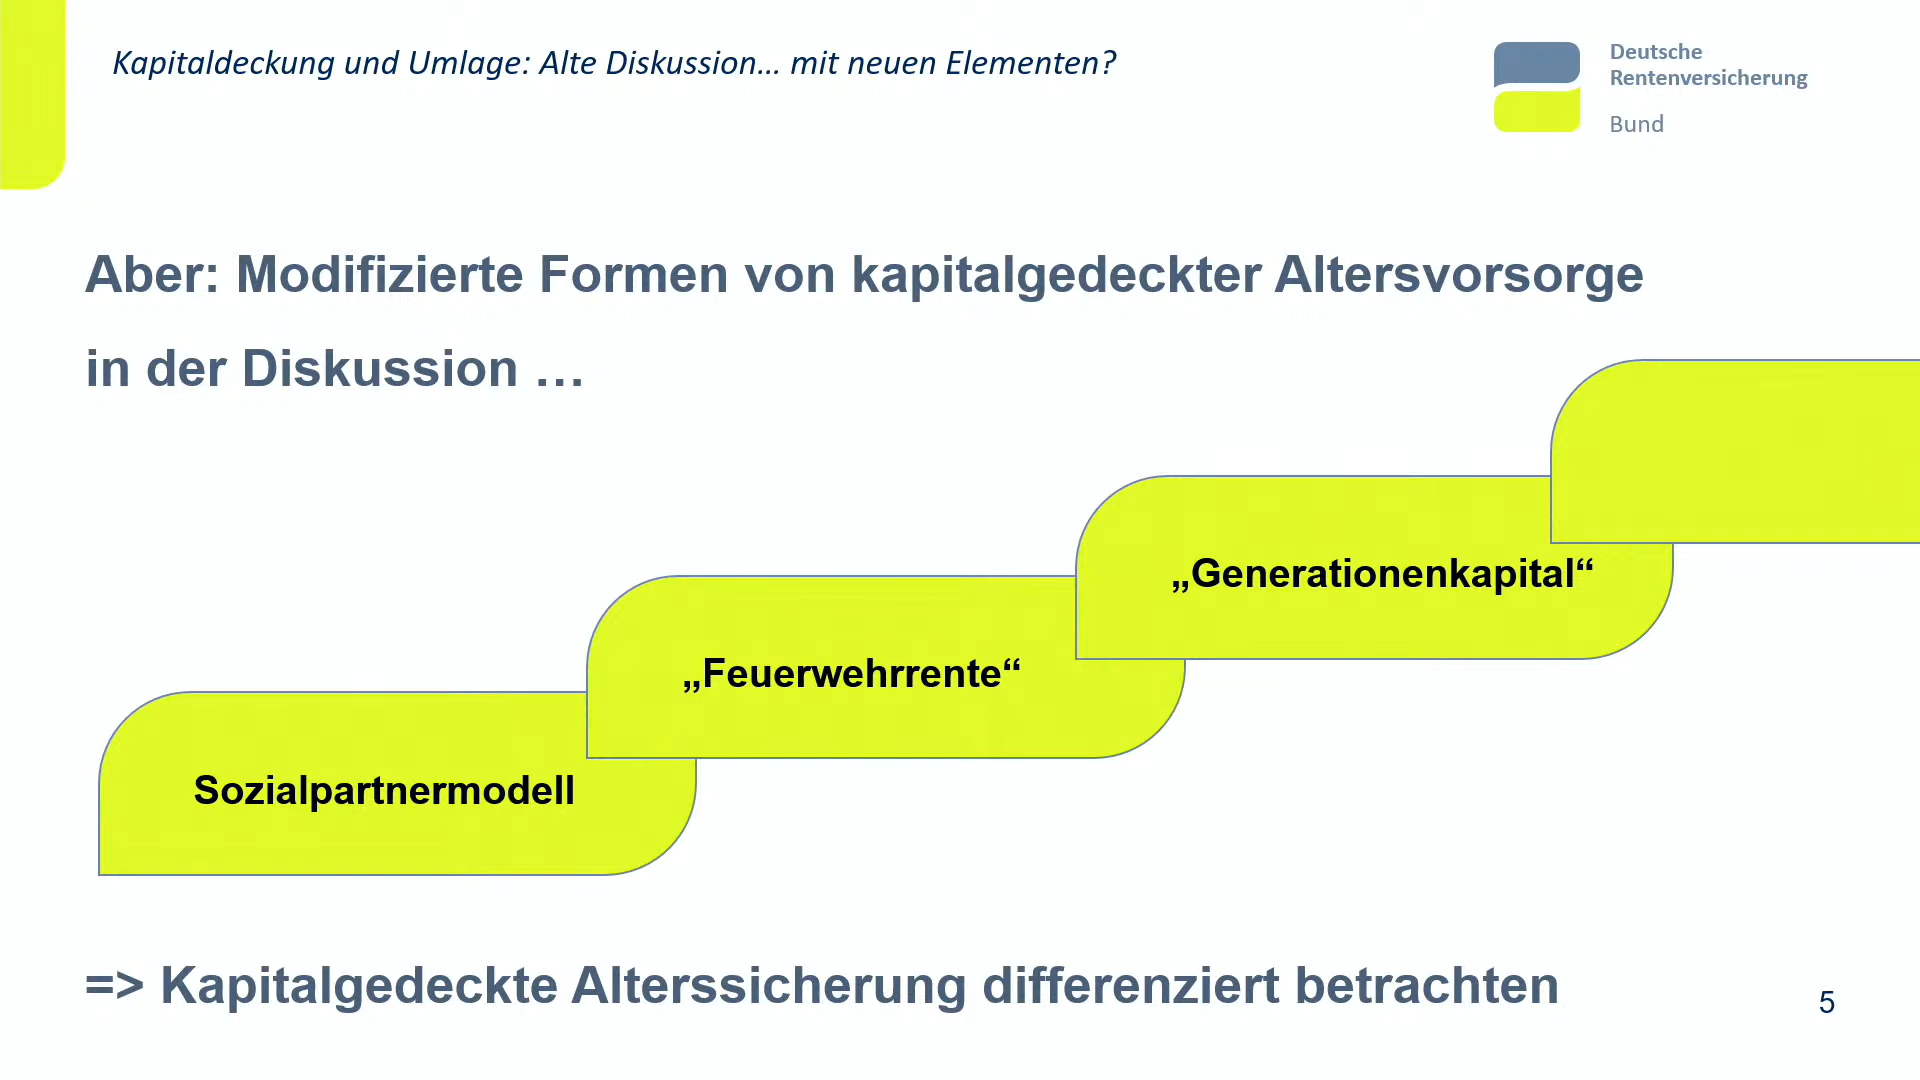 Kapitaldeckung und Umlage: Alte Diskussion… mit neuen Elementen?
Deutsche
Rentenversicherung
Bund
Aber: Modifizierte Formen von kapitalgedeckter Altersvorsorge
in der Diskussion …
„Generationenkapital“
„Feuerwehrrente“
Sozialpartnermodell
=> Kapitalgedeckte Alterssicherung differenziert betrachten
5